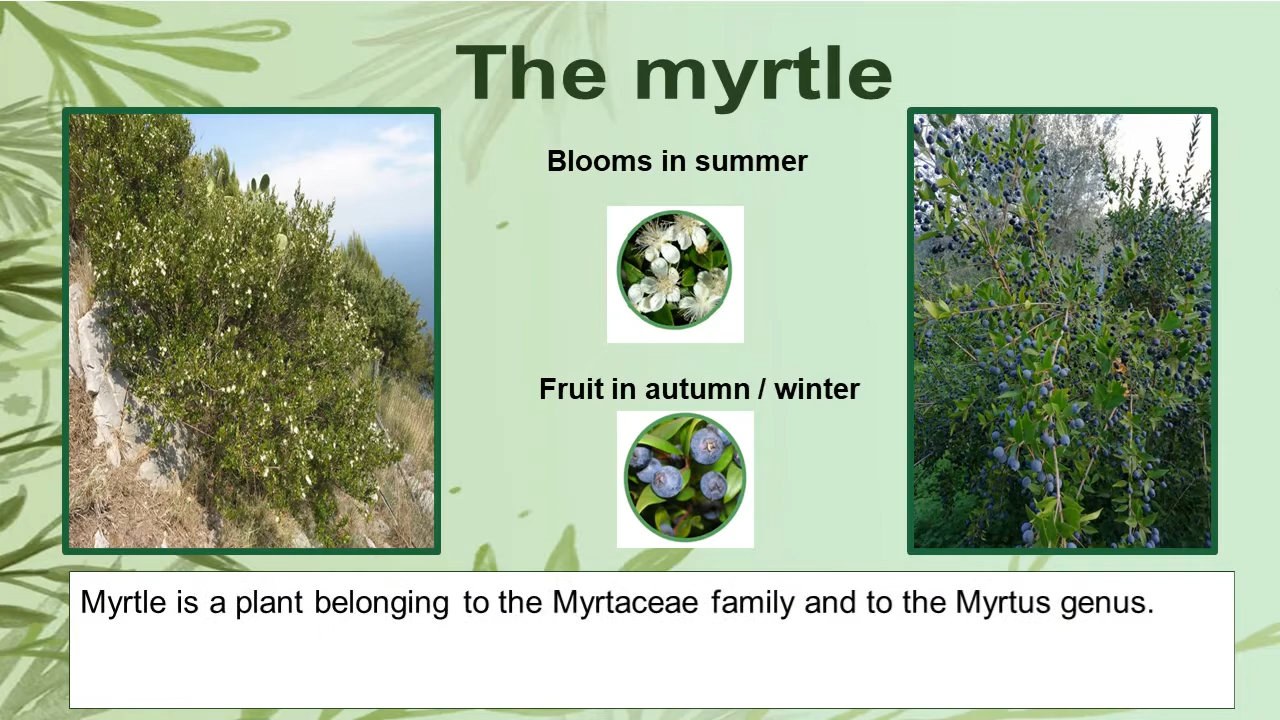 The myrtle
Blooms in summer
Fruit in autumn / winter
Myrtle is a plant belonging to the Myrtaceae family and to the Myrtus genus.